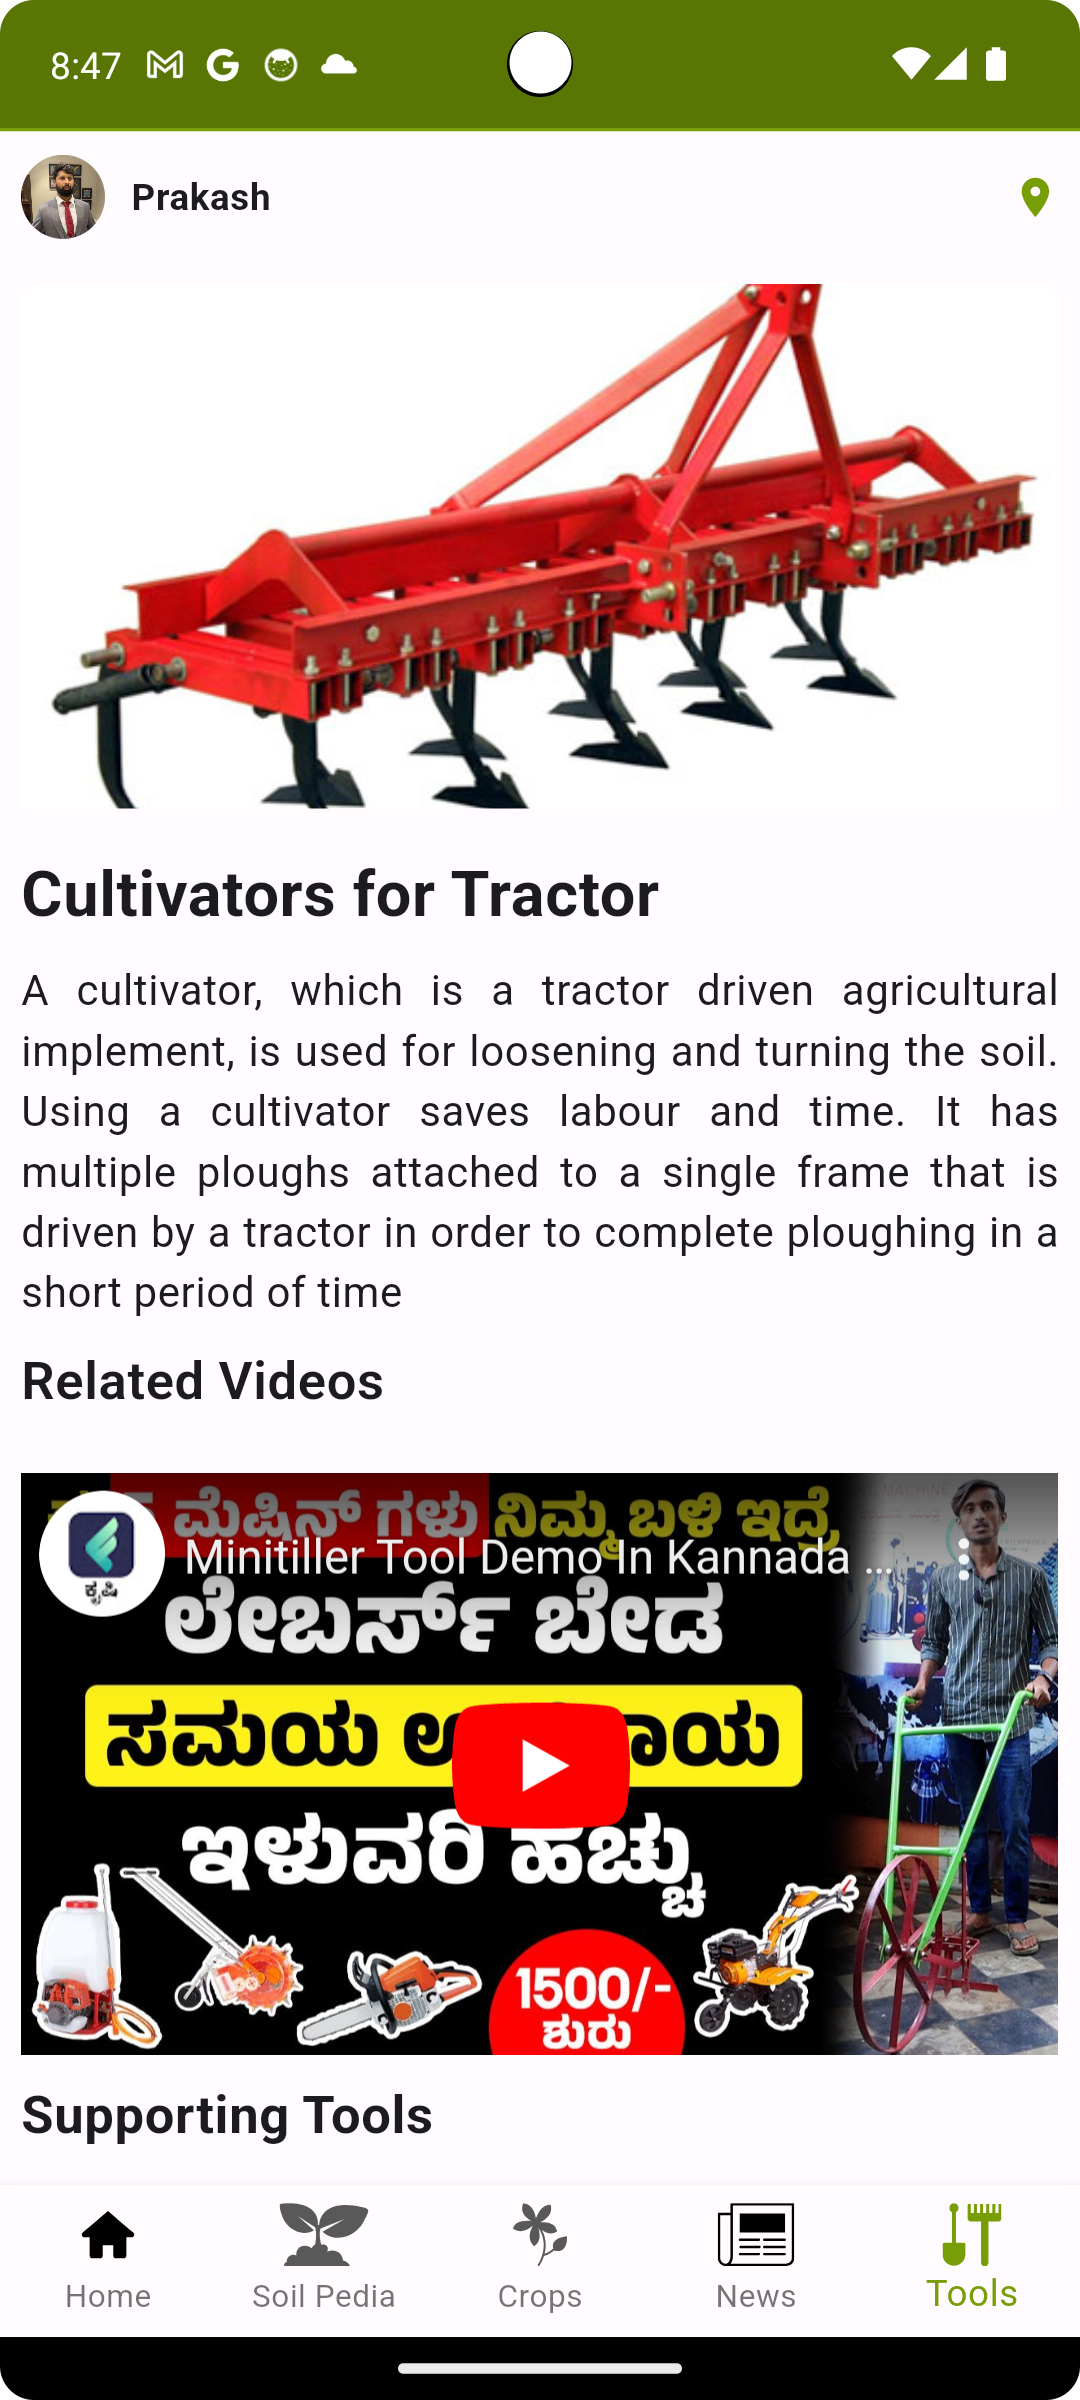 8:47
Prakash
Cultivators for Tractor
A cultivator, which is a tractor driven agricultural
implement, is used for loosening and turning the soil.
Using a cultivator saves labour and time. It has
multiple ploughs attached to a single frame that is
driven by a tractor in order to complete ploughing in a
short period of time
Related Videos
ಮೆಷಿನ್ ಗಳು ನಿಮ್ಮ ಬಳಿ ಇದ್ರೆ
ಕೃಷಿ
Minitiller Tool Demo In Kannada ...
ಲೇಬರ್ಸ್ ಬೇಡ
ಸಮಯ
ಇಳುವರಿ ಹೆಚ್ಚು
1500/-
ಶುರು
Supporting Tools
Home
Soil Pedia
Crops
News
Tools